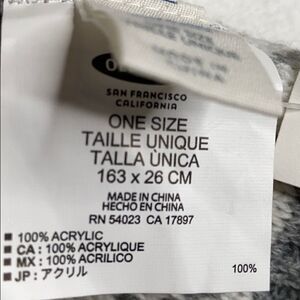 SAN FRANCISCO
CALIFORNIA
ONE SIZE
TAILLE UNIQUE
TALLA ÚNICA
163 x 26 CM
MADE IN CHINA
HECHO EN CHINA
RN 54023 CA 17897
■ 100% ACRYLIC
■ CA : 100% ACRYLIQUE
■ MX : 100% ACRILICO
■ JP : アクリル
100%